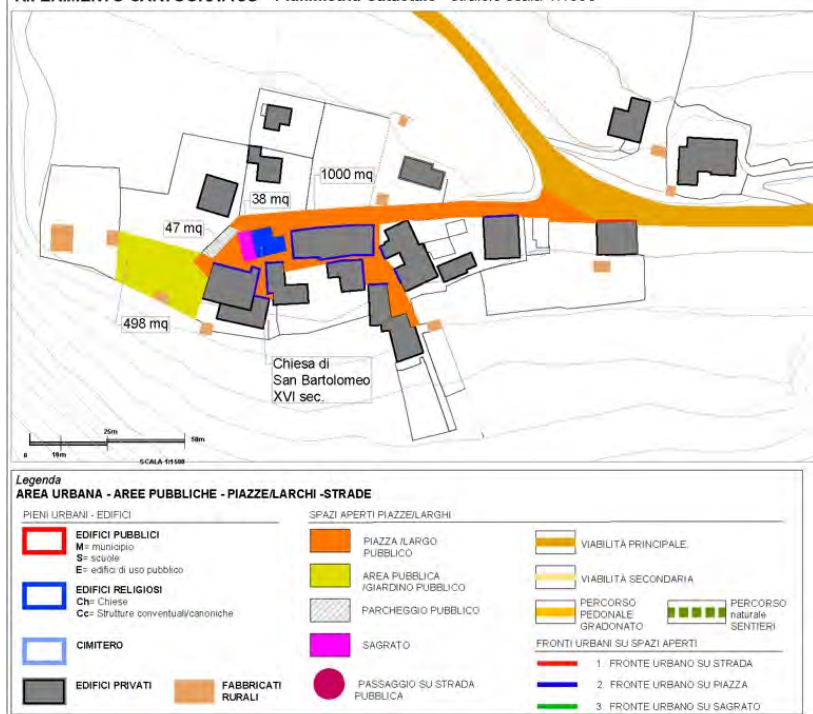 1000 mq
38 mq
47 mq
498 mq
Chiesa di
San Bartolomeo
XVI sec.
25m
50m
0
10m
Legenda
AREA URBANA - AREE PUBBLICHE - PIAZZE/LARCHI -STRADE
PIENI URBANI - EDIFICI
EDIFICI PUBBLICI
M= municipio
S= scuole
E= edifici di uso pubblico
EDIFICI RELIGIOSI
Ch= Chiese
Cc= Strutture conventuali/canoniche
CIMITERO
EDIFICI PRIVATI
FABBRICATI
RURALI
SPAZI APERTI PIAZZE/LARGHI
PIAZZA /LARGO
PUBBLICO
AREA PUBBLICA
/GIARDINO PUBBLICO
PARCHEGGIO PUBBLICO
SAGRATO
PASSAGGIO SU STRADA
PUBBLICA
VIABILITÀ PRINCIPALE.
VIABILITÀ SECONDARIA
PERCORSO
PEDONALE
GRADONATO
PERCORSO
naturale
SENTIERI
FRONTI URBANI SU SPAZI APERTI
1. FRONTE URBANO SU STRADA
2. FRONTE URBANO SU PIAZZA
3. FRONTE URBANO SU SAGRATO